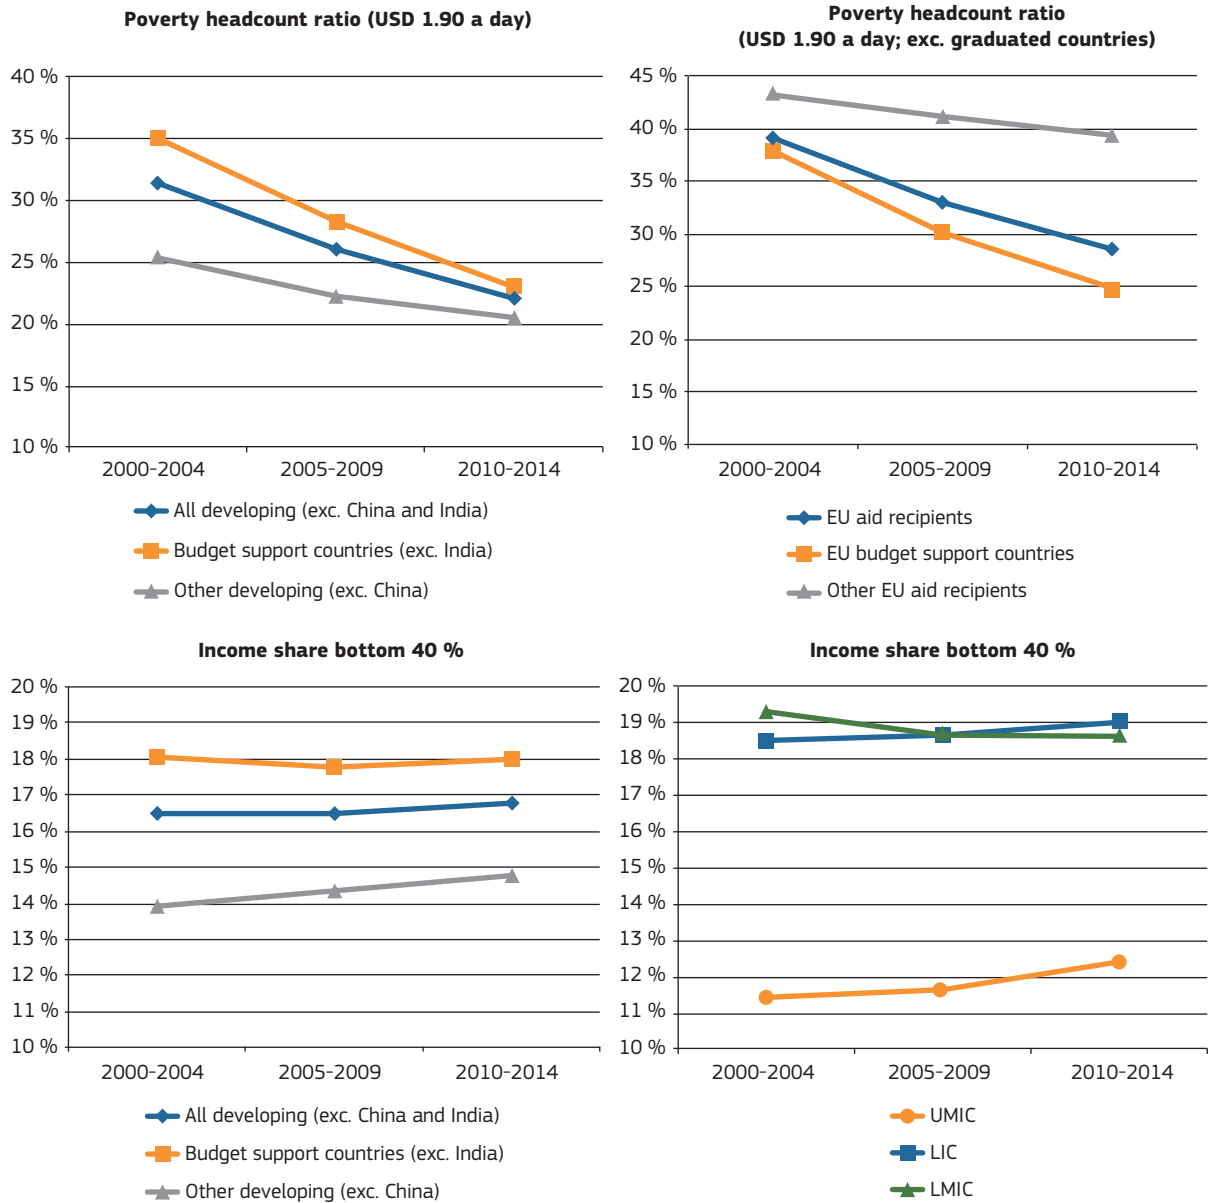 Poverty headcount ratio (USD 1.90 a day)
40 %
35 %
30 %
25 %
20 %
15 %
10 %
2000-2004 2005-2009 2010-2014
All developing (exc. China and India)
Budget support countries (exc. India)
Other developing (exc. China)
Poverty headcount ratio
(USD 1.90 a day; exc. graduated countries)
45 %
40 %
35 %
30 %
25 %
20 %
15 %
10 %
2000-2004 2005-2009 2010-2014
EU aid recipients
EU budget support countries
Other EU aid recipients
Income share bottom 40 %
20 %
19 %
18 %
17 %
16 %
15 %
14 %
13 %
12 %
11 %
10 %
2000-2004 2005-2009 2010-2014
All developing (exc. China and India)
Budget support countries (exc. India)
Other developing (exc. China)
Income share bottom 40 %
20 %
19 %
18 %
17 %
16 %
15 %
14 %
13 %
12 %
11 %
10 %
2000-2004 2005-2009 2010-2014
UMIC
LIC
LMIC